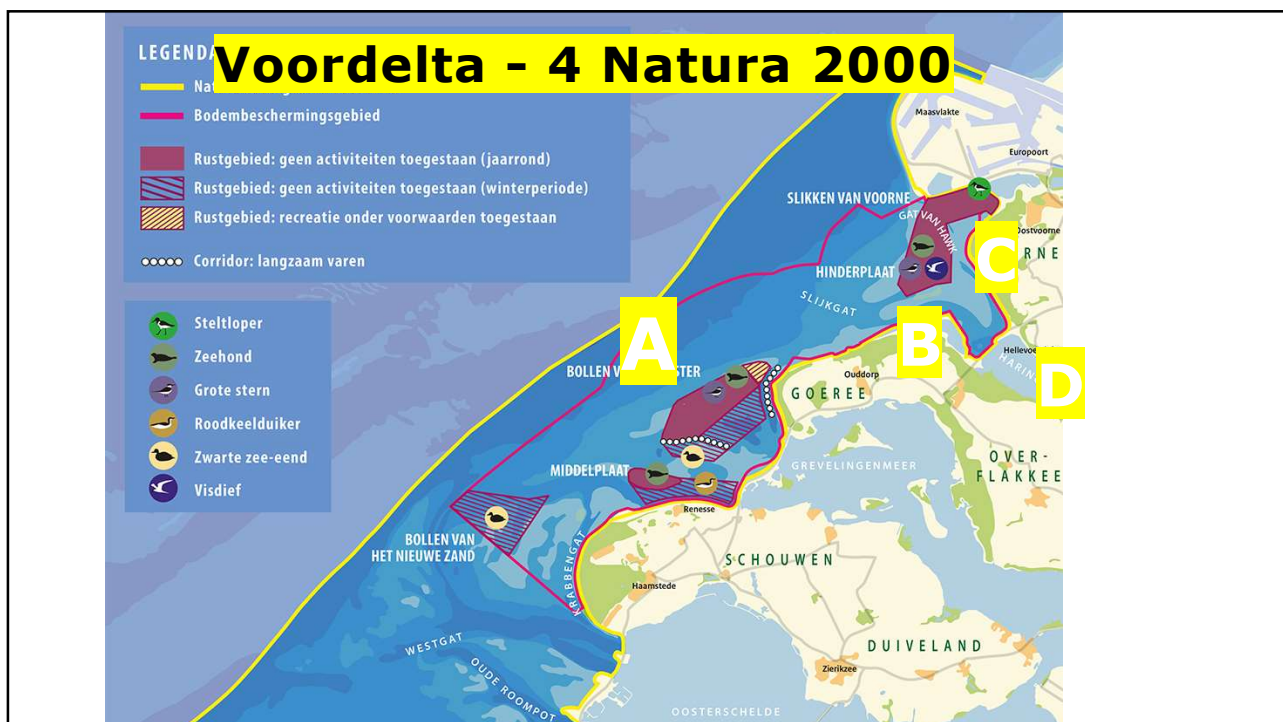 Voordelta - 4 Natura 2000
LEGENDA
Bodembeschermingsgebied
Rustgebied: geen activiteiten toegestaan (jaarrond)
Rustgebied: geen activiteiten toegestaan (winterperiode)
Rustgebied: recreatie onder voorwaarden toegestaan
Corridor: langzaam varen
Steltloper
Zeehond
Grote stern
Roodkeelduiker
Zwarte zee-eend
Visdief
Maasvlakte
Europoort
SLIKKEN VAN VOORNE
GAT VAN HAWK
Oostvoorne
C
RNE
HINDERPLAAT
SLIJKGAT
A
B
Hellevoe
HARING
D
BOLLEN V
STER
Ouddorp
GOEREE
MIDDELPLAAT
GREVELINGENMEER
OVER-
FLAKKEE
Renesse
BOLLEN VAN
HET NIEUWE ZAND
KRABBENGAT
SCHOUWEN
Haamstede
WESTGAT
OUDE ROOMPOT
DUIVELAND
Zierikzee
OOSTERSCHELDE